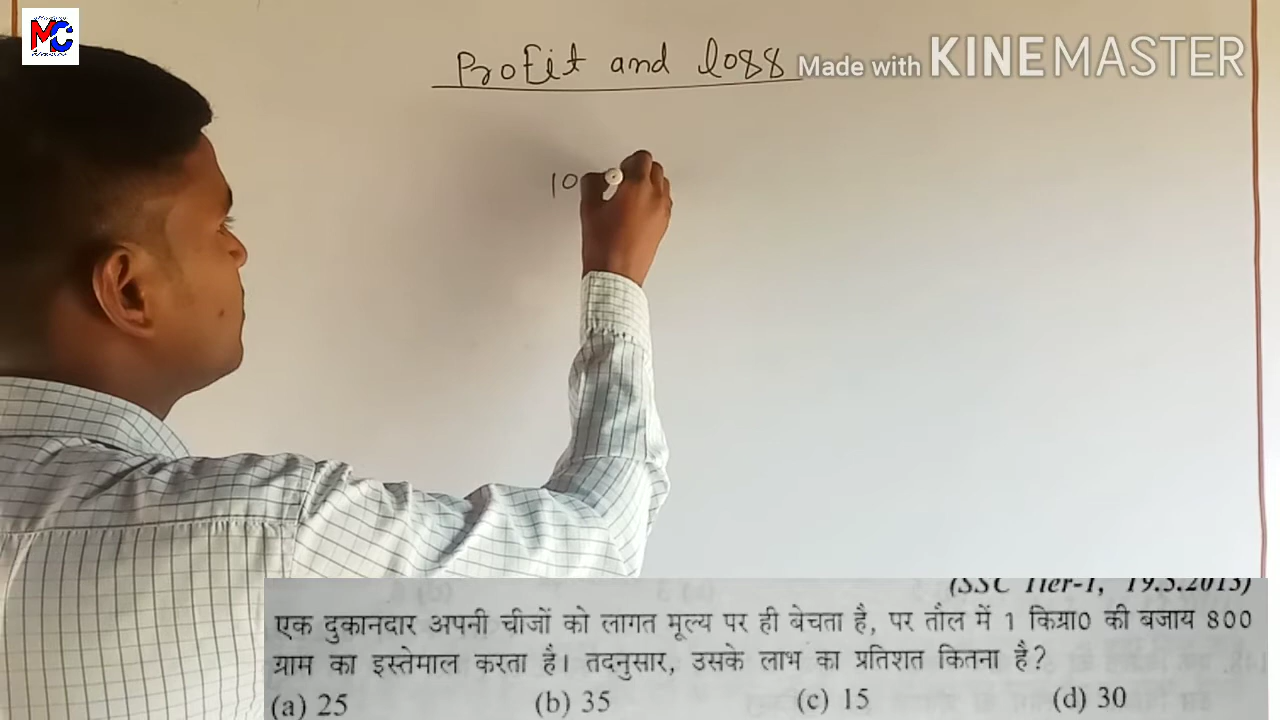 MC
Profit and loss
Made with KINEMASTER
10
(SSC Tier-1, 19.5.2013)
एक दुकानदार अपनी चीजों को लागत मूल्य पर ही बेचता है, पर तौल में 1 किग्रा0 की बजाय 800
ग्राम का इस्तेमाल करता है। तदनुसार, उसके लाभ का प्रतिशत कितना है?
(a) 25 (b) 35 (c) 15 (d) 30